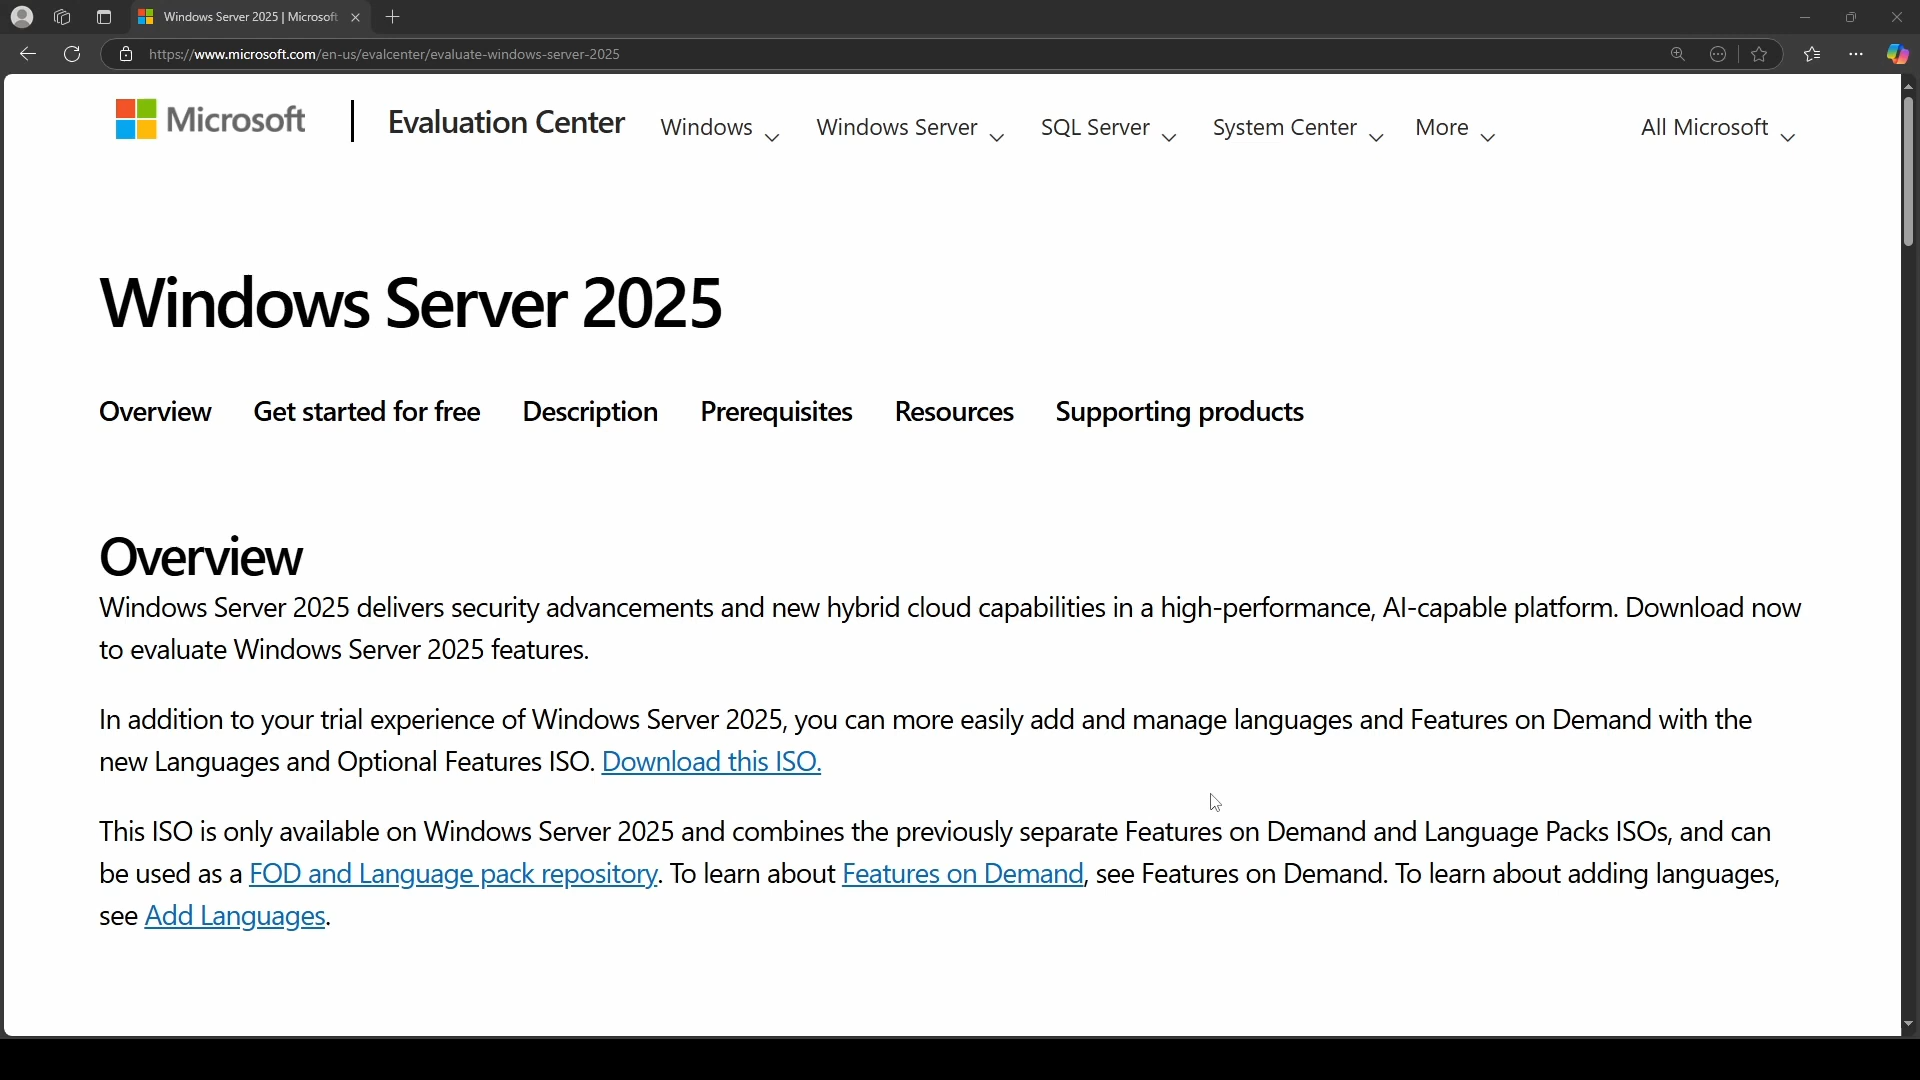 Windows Server 2025 | Microsoft
https://www.microsoft.com/en-us/evalcenter/evaluate-windows-server-2025
Microsoft | Evaluation Center Windows Windows Server SQL Server System Center More All Microsoft
Windows Server 2025
Overview Get started for free Description Prerequisites Resources Supporting products
Overview
Windows Server 2025 delivers security advancements and new hybrid cloud capabilities in a high-performance, AI-capable platform. Download now
to evaluate Windows Server 2025 features.
In addition to your trial experience of Windows Server 2025, you can more easily add and manage languages and Features on Demand with the
new Languages and Optional Features ISO. Download this ISO.
This ISO is only available on Windows Server 2025 and combines the previously separate Features on Demand and Language Packs ISOs, and can
be used as a FOD and Language pack repository. To learn about Features on Demand, see Features on Demand. To learn about adding languages,
see Add Languages.